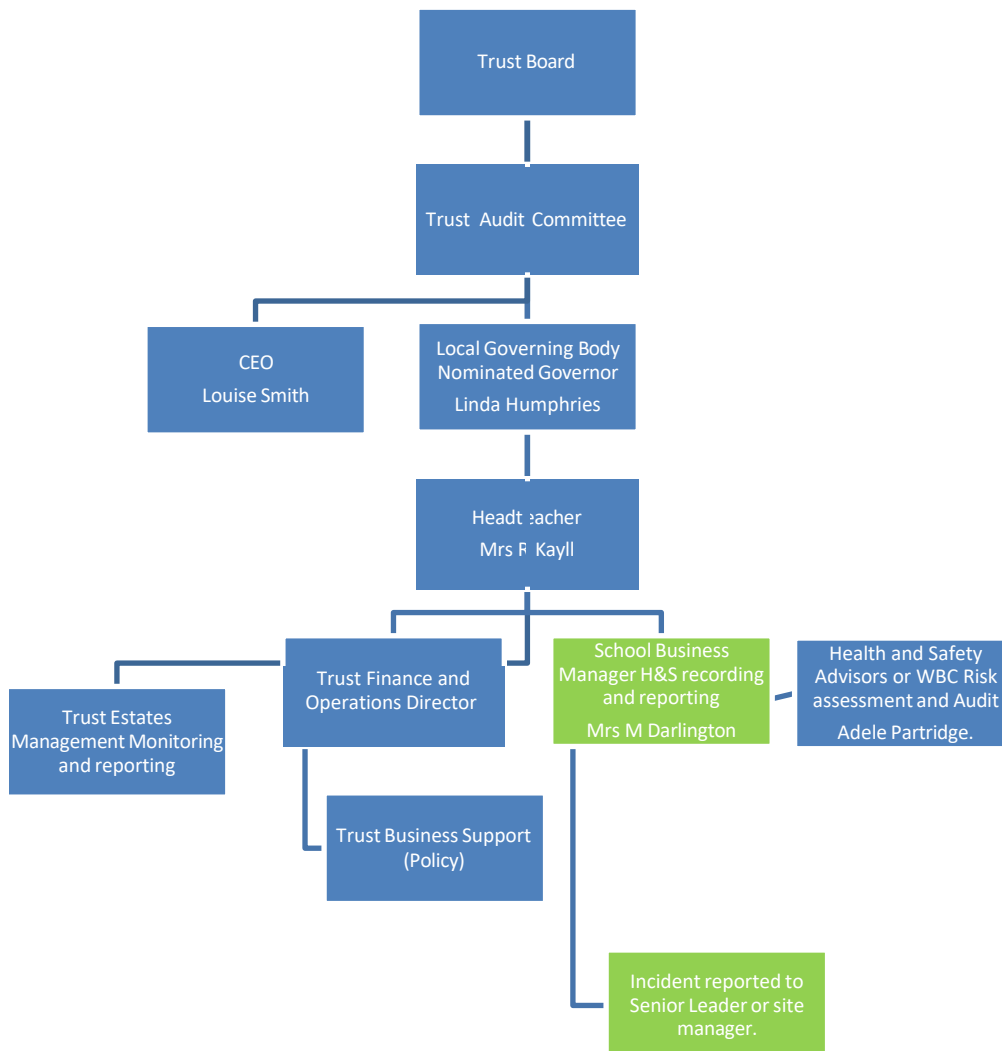 Trust Board
Trust Audit Committee
CEO
Louise Smith
Local Governing Body
Nominated Governor
Linda Humphries
Headteacher
Mrs R Kayll
Trust Estates
Management Monitoring
and reporting
Trust Finance and
Operations Director
School Business
Manager H&S recording
and reporting
Mrs M Darlington
Health and Safety
Advisors or WBC Risk
assessment and Audit
Adele Partridge.
Trust Business Support
(Policy)
Incident reported to
Senior Leader or site
manager.